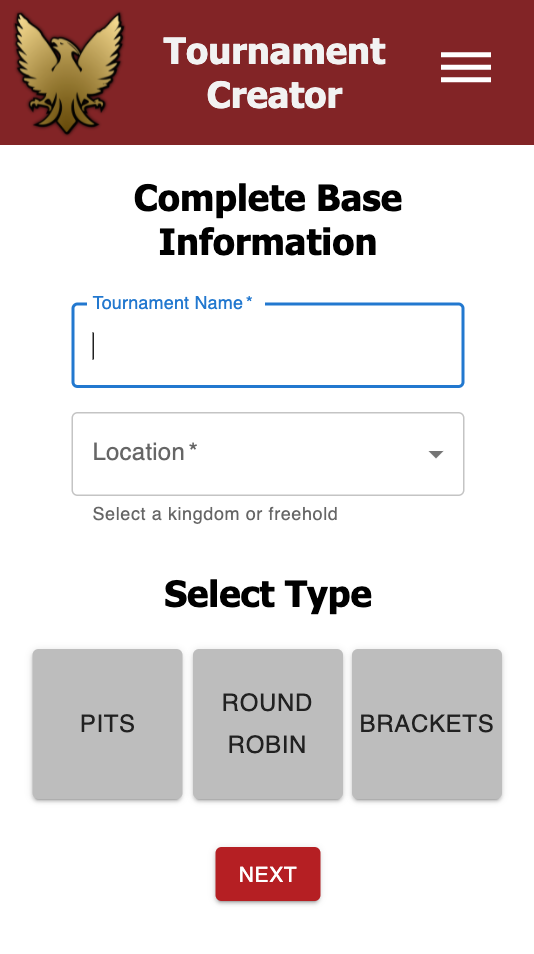 Tournament
Creator
Complete Base
Information
Tournament Name *
Location *
Select a kingdom or freehold
Select Type
PITS
ROUND
ROBIN
BRACKETS
NEXT